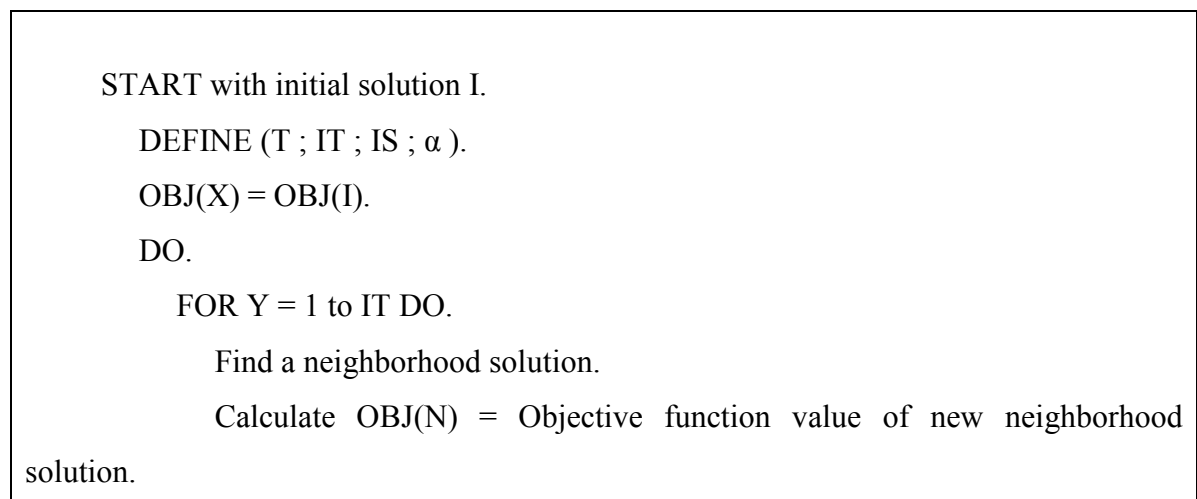 START with initial solution I.
DEFINE (T ; IT ; IS ; α ).
OBJ(X) = OBJ(I).
DO.
FOR Y = 1 to IT DO.
Find a neighborhood solution.
Calculate OBJ(N) = Objective function value of new neighborhood
solution.